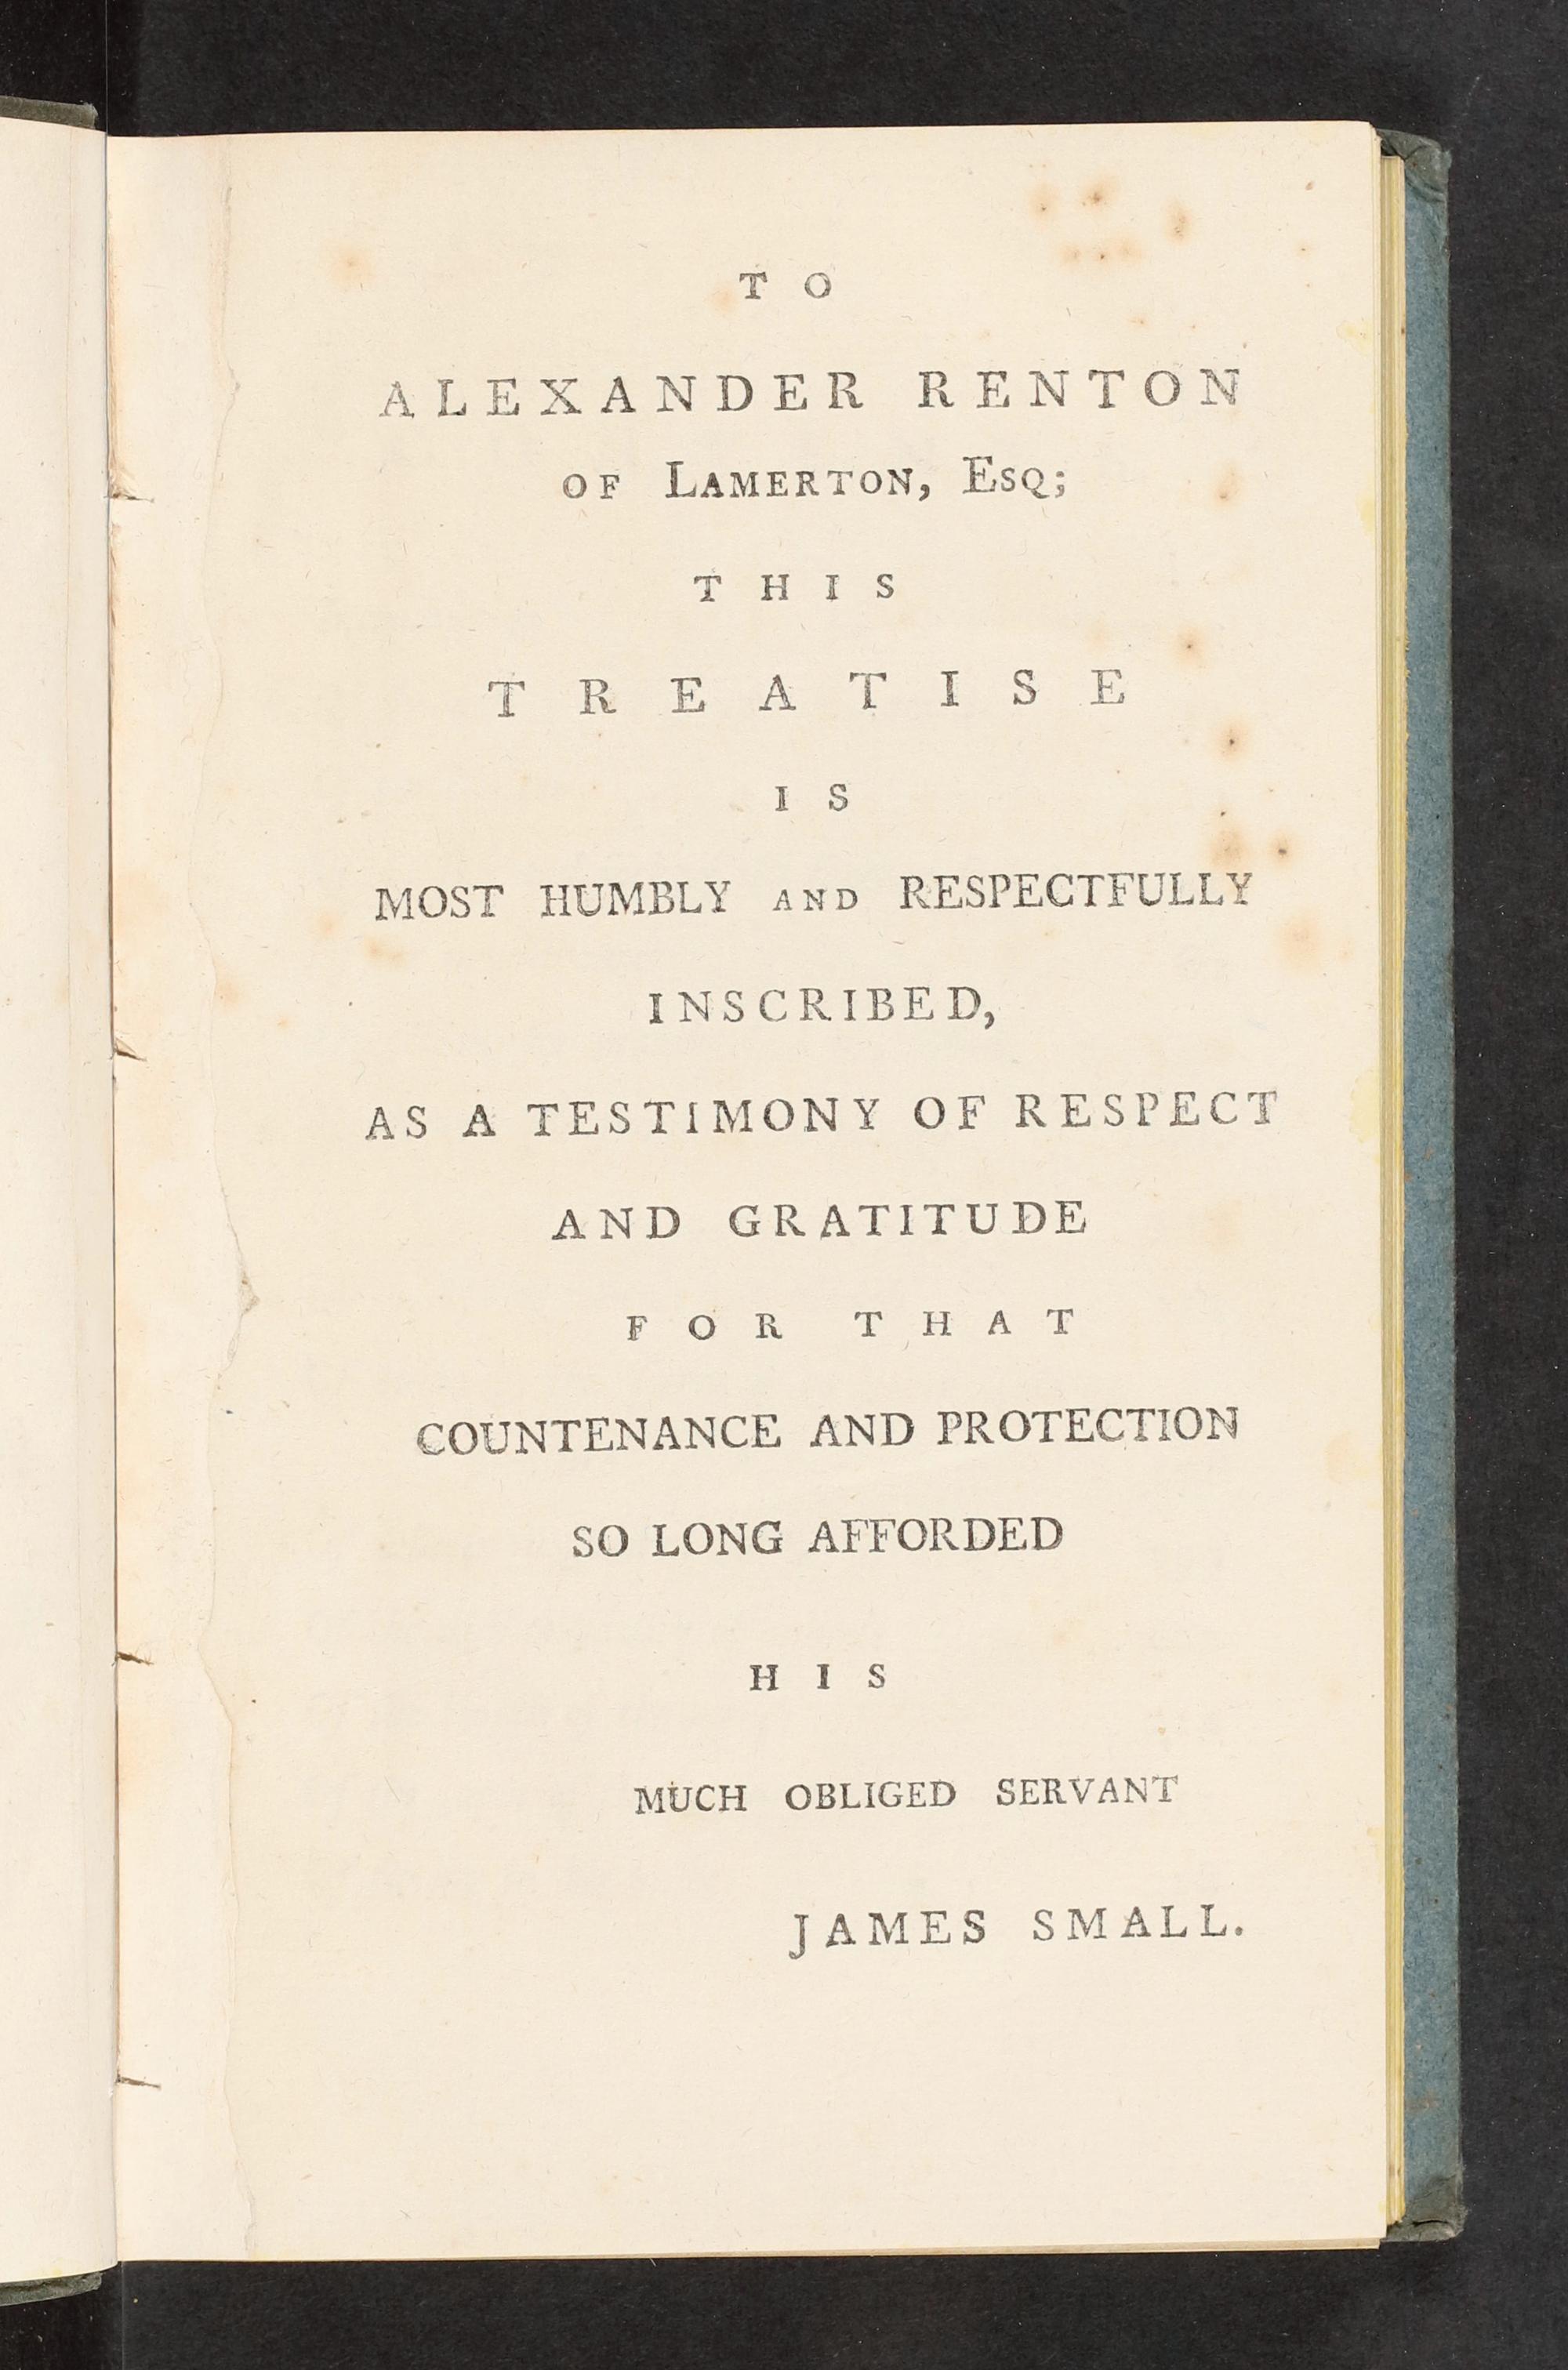 TO
ALEXANDER RENTON
OF LAMERTON, ESQ;
THIS
TREATISE
IS
MOST HUMBLY AND RESPECTFULLY
INSCRIBED,
AS A TESTIMONY OF RESPECT
AND GRATITUDE
FOR THAT
COUNTENANCE AND PROTECTION
SO LONG AFFORDED
HIS
MUCH OBLIGED SERVANT
JAMES SMALL.